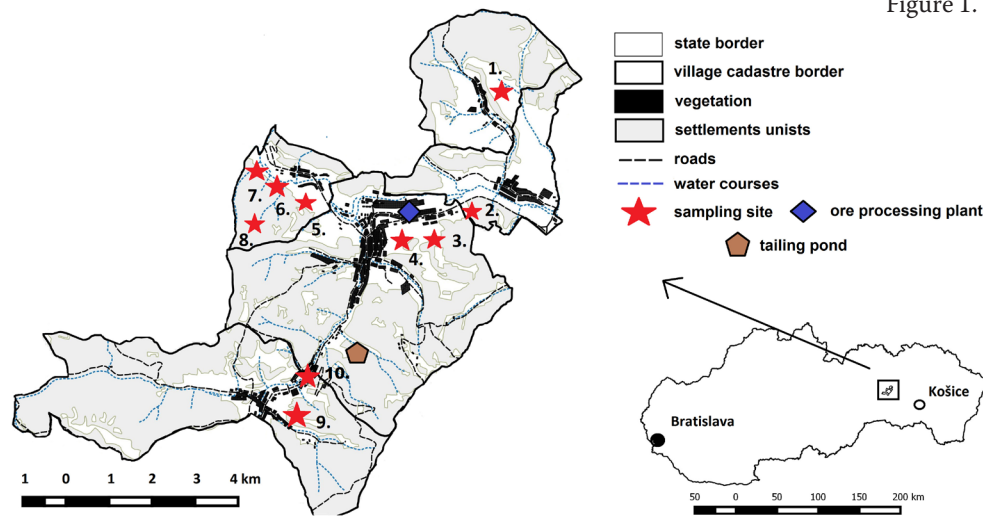 Figure 1.
state border
village cadastre border
vegetation
settlements unists
roads
water courses
sampling site
ore processing plant
tailing pond
1.
2.
3.
4.
5.
6.
7.
8.
10.
9.
1 0 1 2 3 4 km
Bratislava
Košice
50 0 50 100 150 200 km